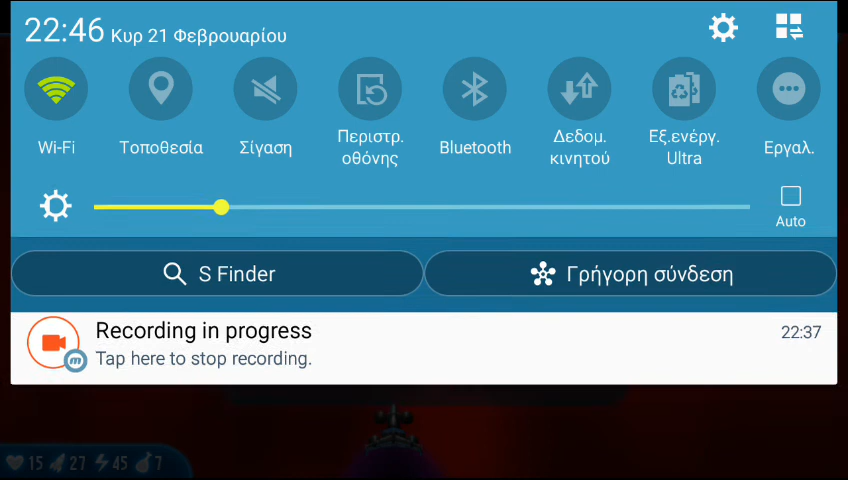 22:46 Κυρ 21 Φεβρουαρίου
Wi-Fi
Τοποθεσία
Σίγαση
Περιστρ.
οθόνης
Bluetooth
Δεδομ.
κινητού
Εξ.ενέργ.
Ultra
Εργαλ.
Auto
S Finder
Γρήγορη σύνδεση
Recording in progress
22:37
Tap here to stop recording.
m
15 27 45 7